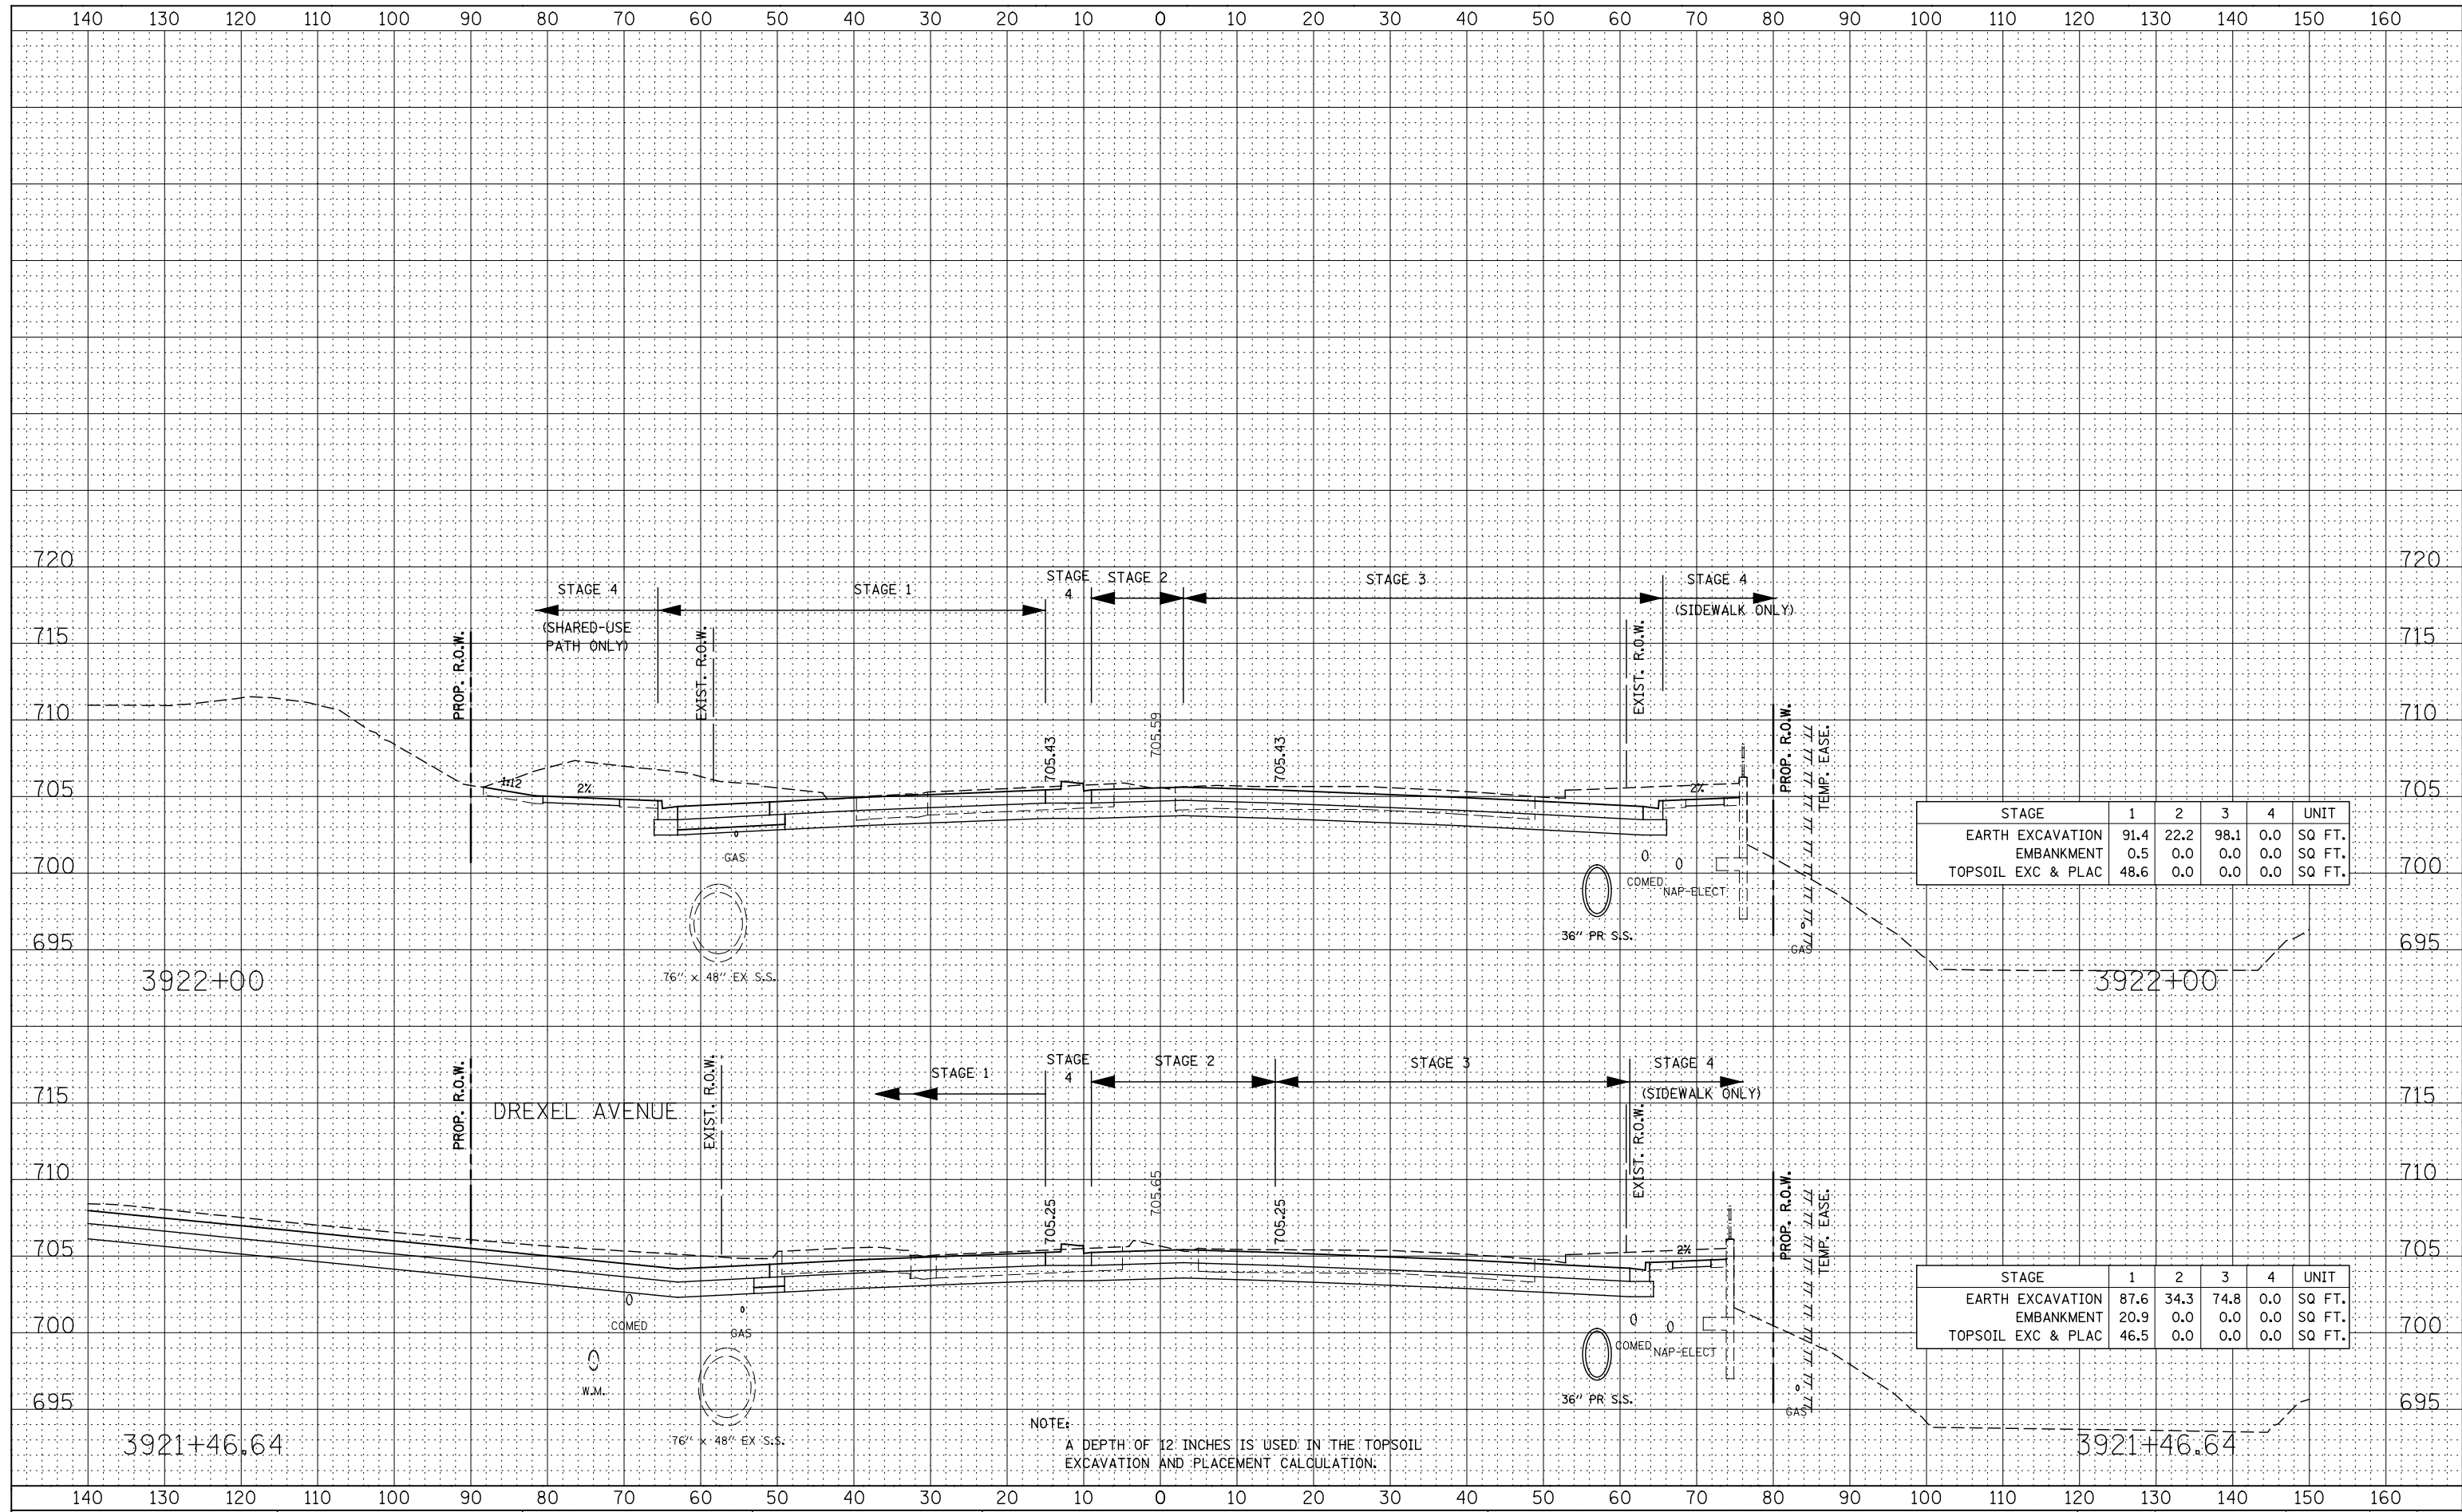 140 130 120 110 100 90 80 70 60 50 40 30 20 10 0 10 20 30 40 50 60 70 80 90 100 110 120 130 140 150 160
720 720
STAGE 4 STAGE 1 STAGE 4 STAGE 2 STAGE 3 STAGE 4
(SHARED-USE PATH ONLY)
(SIDEWALK ONLY)
715 715
PROP. R.O.W.
EXIST. R.O.W.
EXIST. R.O.W.
PROP. R.O.W.
TEMP. EASE.
710 710
705.43
705.59
705.43
705 705
1:12
2%
2%
GAS
700 700
COMED
NAP-ELECT
36" PR S.S.
GAS
695 695
76" x 48" EX S.S.
3922+00 3922+00
STAGE 1 2 3 4 UNIT
EARTH EXCAVATION 91.4 22.2 98.1 0.0 SQ FT.
EMBANKMENT 0.5 0.0 0.0 0.0 SQ FT.
TOPSOIL EXC & PLAC 48.6 0.0 0.0 0.0 SQ FT.
STAGE 1 STAGE 4 STAGE 2 STAGE 3 STAGE 4
(SIDEWALK ONLY)
715 715
PROP. R.O.W.
DREXEL AVENUE
EXIST. R.O.W.
EXIST. R.O.W.
PROP. R.O.W.
TEMP. EASE.
710 710
705.25
705.65
705.25
705 705
2%
700 700
COMED
GAS
COMED
NAP-ELECT
W.M.
36" PR S.S.
GAS
695 695
76" x 48" EX S.S.
3921+46.64 3921+46.64
STAGE 1 2 3 4 UNIT
EARTH EXCAVATION 87.6 34.3 74.8 0.0 SQ FT.
EMBANKMENT 20.9 0.0 0.0 0.0 SQ FT.
TOPSOIL EXC & PLAC 46.5 0.0 0.0 0.0 SQ FT.
NOTE:
A DEPTH OF 12 INCHES IS USED IN THE TOPSOIL
EXCAVATION AND PLACEMENT CALCULATION.
140 130 120 110 100 90 80 70 60 50 40 30 20 10 0 10 20 30 40 50 60 70 80 90 100 110 120 130 140 150 160